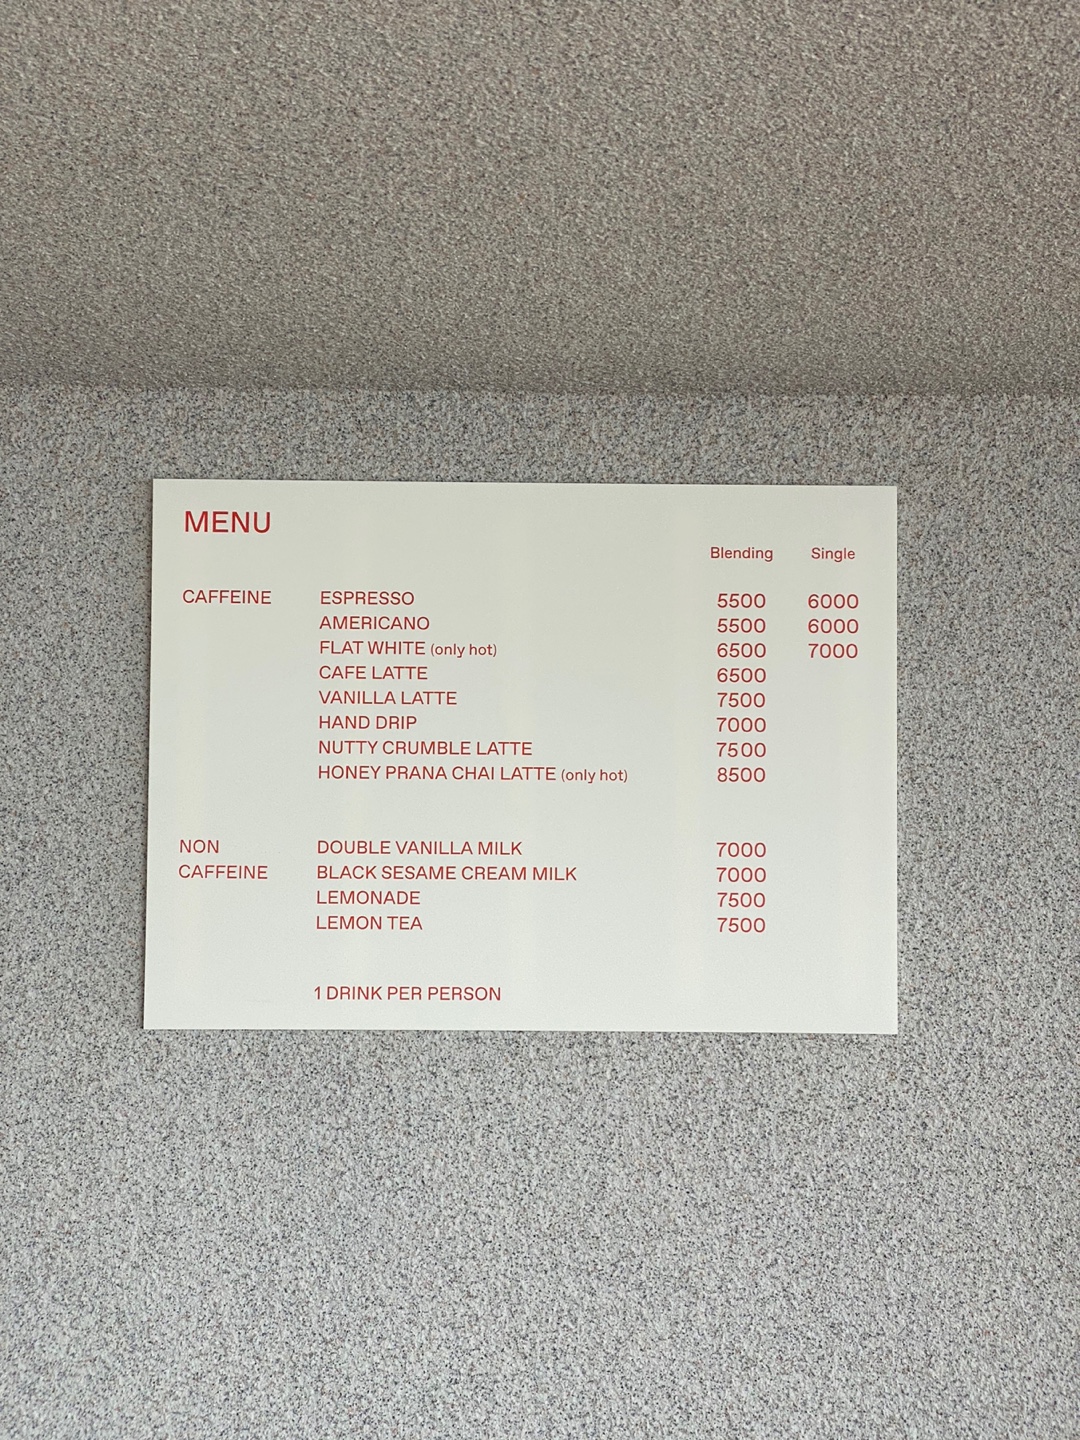 MENU
Blending Single
CAFFEINE ESPRESSO 5500 6000
AMERICANO 5500 6000
FLAT WHITE (only hot) 6500 7000
CAFE LATTE 6500
VANILLA LATTE 7500
HAND DRIP 7000
NUTTY CRUMBLE LATTE 7500
HONEY PRANA CHAI LATTE (only hot) 8500
NON DOUBLE VANILLA MILK 7000
CAFFEINE BLACK SESAME CREAM MILK 7000
LEMONADE 7500
LEMON TEA 7500
1 DRINK PER PERSON